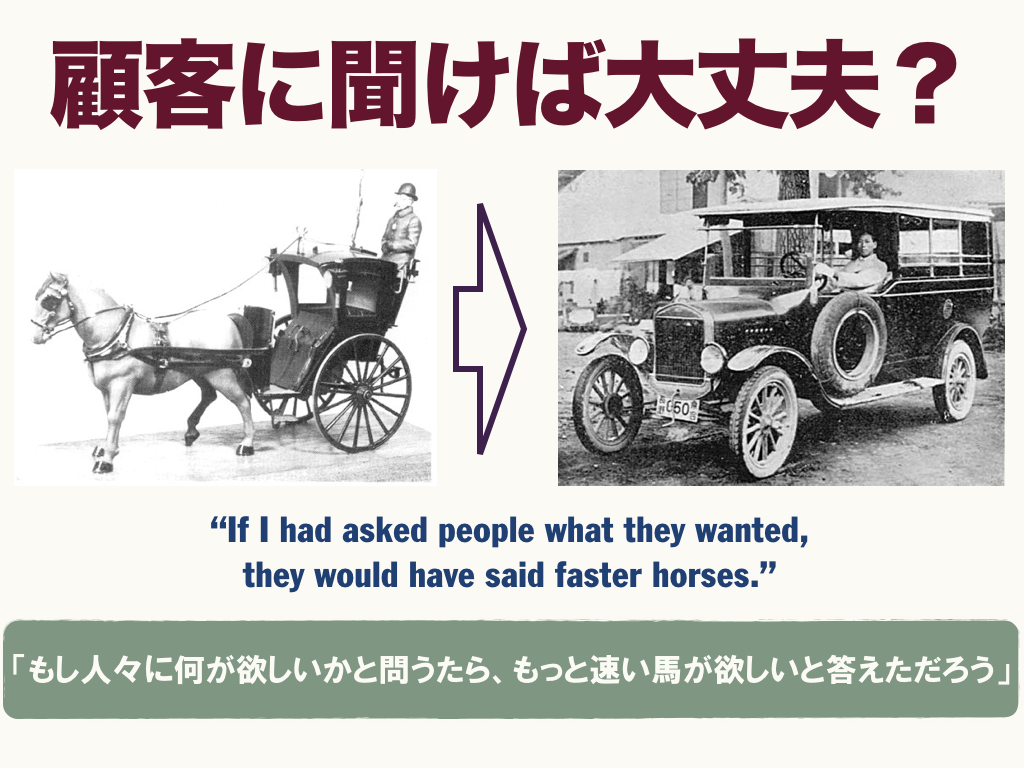 顧客に聞けば大丈夫？
050
“If I had asked people what they wanted,
they would have said faster horses.”
「もし人々に何が欲しいかと問うたら、もっと速い馬が欲しいと答えただろう」